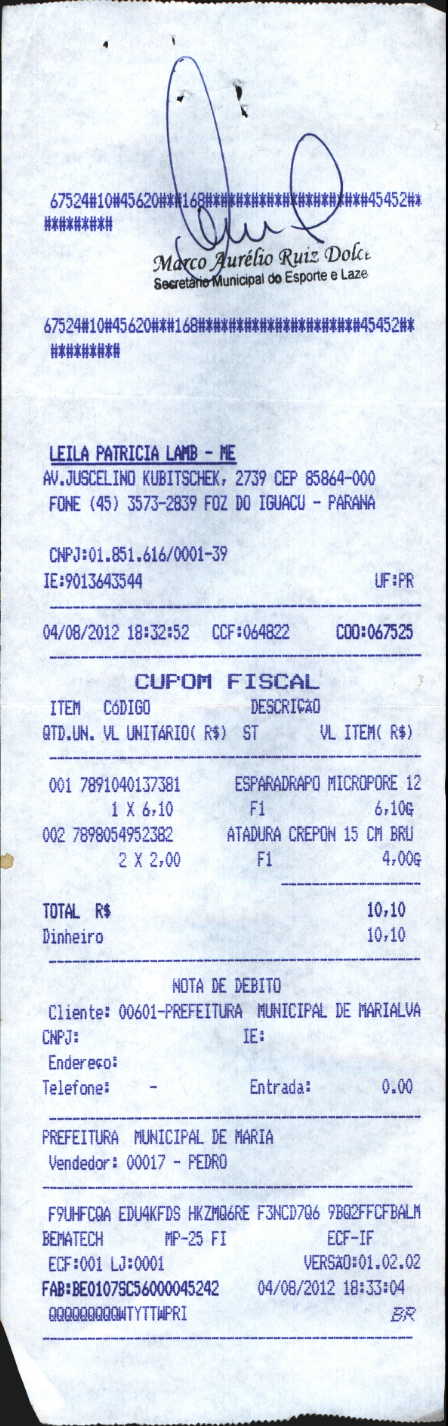 67524#10#45620###168#####################45452##
#########
Marco Aurélio Ruiz Dolce
Secretário Municipal do Esporte e Laze
67524#10#45620###168#####################45452##
#########
LEILA PATRICIA LAMB - ME
AV.JUSCELINO KUBITSCHEK, 2739 CEP 85864-000
FONE (45) 3573-2839 FOZ DO IGUACU - PARANA
CNPJ:01.851.616/0001-39
IE:9013643544 UF:PR
04/08/2012 18:32:52 CCF:064822 COO:067525
CUPOM FISCAL
ITEM CóDIGO DESCRIÇÃO
QTD.UN. VL UNITÁRIO( R$) ST VL ITEM( R$)
001 7891040137381 ESPARADRAPO MICROPORE 12
1 X 6,10 F1 6,10G
002 7898054952382 ATADURA CREPON 15 CM BRU
2 X 2,00 F1 4,00G
TOTAL R$ 10,10
Dinheiro 10,10
NOTA DE DEBITO
Cliente: 00601-PREFEITURA MUNICIPAL DE MARIALVA
CNPJ: IE:
Endereço:
Telefone: - Entrada: 0.00
PREFEITURA MUNICIPAL DE MARIA
Vendedor: 00017 - PEDRO
F9UHFCQA EDU4KFDS HKZMQ6RE F3NCD7Q6 9BQ2FFCFBALM
BEMATECH MP-25 FI ECF-IF
ECF:001 LJ:0001 VERSÃO:01.02.02
FAB:BE0107SC56000045242 04/08/2012 18:33:04
QQQQQQQQQWTYTTWPRI BR